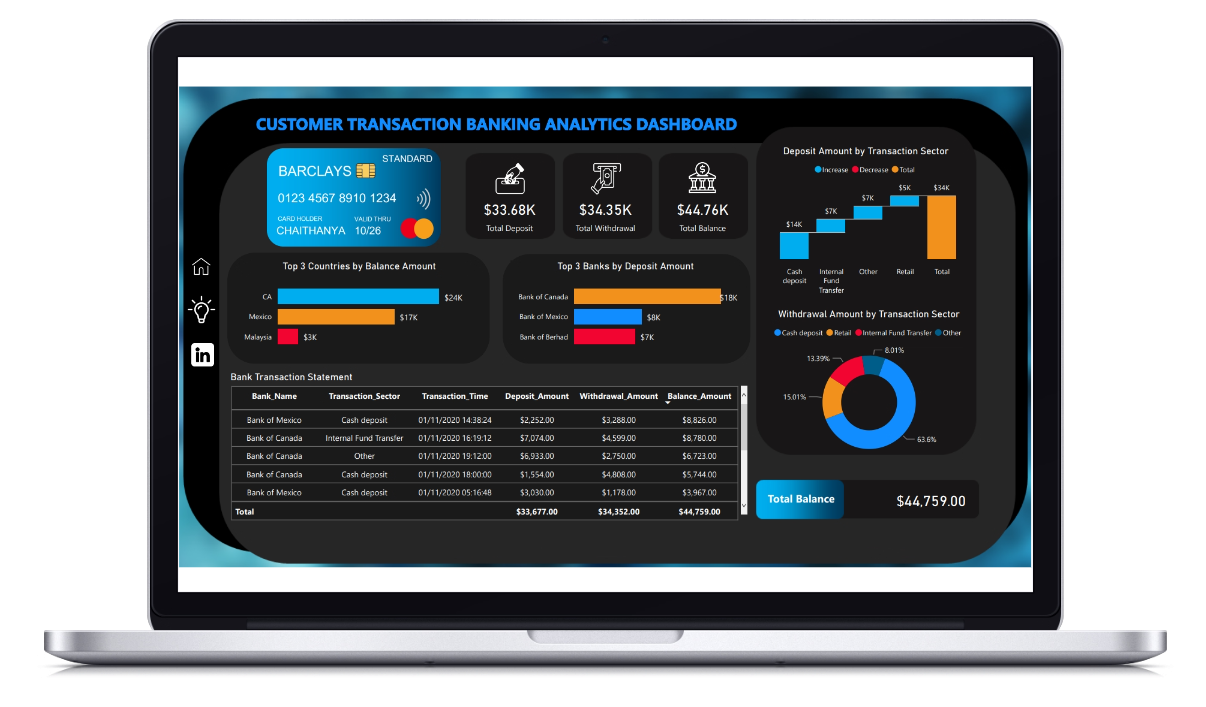 CUSTOMER TRANSACTION BANKING ANALYTICS DASHBOARD
STANDARD
BARCLAYS
0123 4567 8910 1234
CARD HOLDER VALID THRU
CHAITHANYA 10/26
$33.68K
Total Deposit
$34.35K
Total Withdrawal
$44.76K
Total Balance
Deposit Amount by Transaction Sector
Increase Decrease Total
$14K
$7K
$7K
$5K
$34K
Cash deposit
Internal Fund Transfer
Other
Retail
Total
Top 3 Countries by Balance Amount
CA $24K
Mexico $17K
Malaysia $3K
Top 3 Banks by Deposit Amount
Bank of Canada $18K
Bank of Mexico $8K
Bank of Berhad $7K
Withdrawal Amount by Transaction Sector
Cash deposit Retail Internal Fund Transfer Other
8.01%
13.39%
15.01%
63.6%
in
Bank Transaction Statement
Bank_Name Transaction_Sector Transaction_Time Deposit_Amount Withdrawal_Amount Balance_Amount
Bank of Mexico Cash deposit 01/11/2020 14:38:24 $2,252.00 $3,288.00 $8,826.00
Bank of Canada Internal Fund Transfer 01/11/2020 16:19:12 $7,074.00 $4,599.00 $8,780.00
Bank of Canada Other 01/11/2020 19:12:00 $6,933.00 $2,750.00 $6,723.00
Bank of Canada Cash deposit 01/11/2020 18:00:00 $1,554.00 $4,808.00 $5,744.00
Bank of Mexico Cash deposit 01/11/2020 05:16:48 $3,030.00 $1,178.00 $3,967.00
Total $33,677.00 $34,352.00 $44,759.00
Total Balance $44,759.00